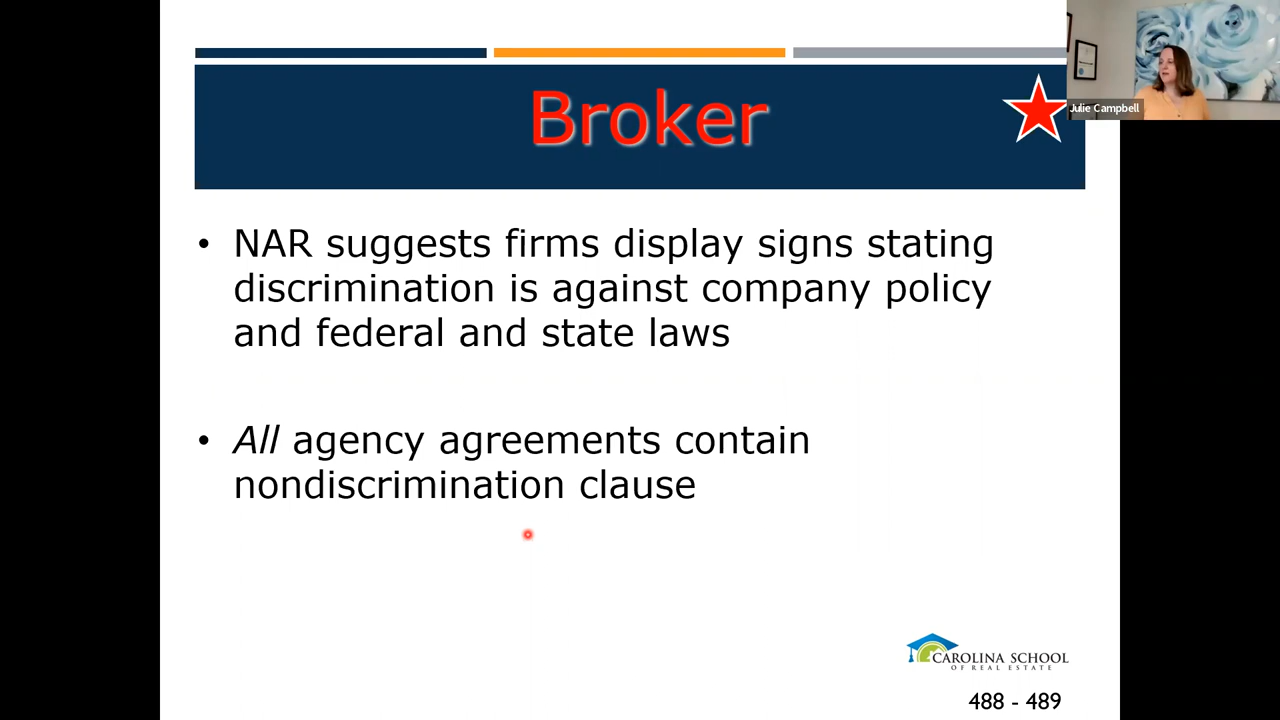 Broker
Julie Campbell
• NAR suggests firms display signs stating
discrimination is against company policy
and federal and state laws
• All agency agreements contain
nondiscrimination clause
CAROLINA SCHOOL
OF REAL ESTATE
488 - 489